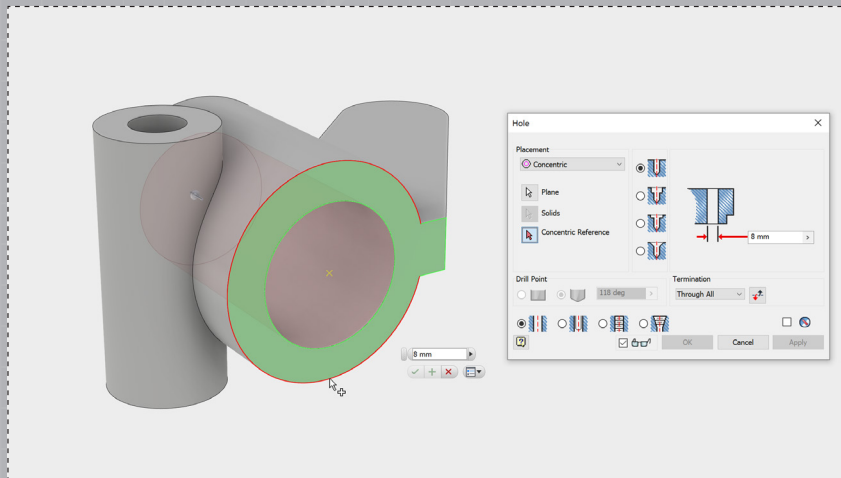 Hole
Placement
Concentric
Plane
Solids
Concentric Reference
8 mm
Drill Point
118 deg
Termination
Through All
OK
Cancel
Apply
8 mm